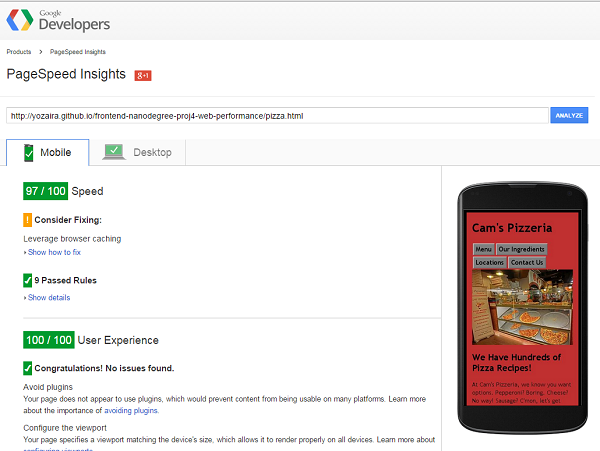 Google
Developers
Products > PageSpeed Insights
PageSpeed Insights
g+1
http://yozaira.github.io/frontend-nanodegree-proj4-web-performance/pizza.html
ANALYZE
Mobile
Desktop
97 / 100 Speed
! Consider Fixing:
Leverage browser caching
Show how to fix
9 Passed Rules
Show details
100 / 100 User Experience
Congratulations! No issues found.
Avoid plugins
Your page does not appear to use plugins, which would prevent content from being usable on many platforms. Learn more
about the importance of avoiding plugins.
Configure the viewport
Your page specifies a viewport matching the device's size, which allows it to render properly on all devices. Learn more about
configuring viewports.
Cam's Pizzeria
Menu Our Ingredients
Locations Contact Us
We Have Hundreds of
Pizza Recipes!
At Cam's Pizzeria, we know you want
options. Pepperoni? Boring. Cheese?
No way! Sausage? C'mon, let's get